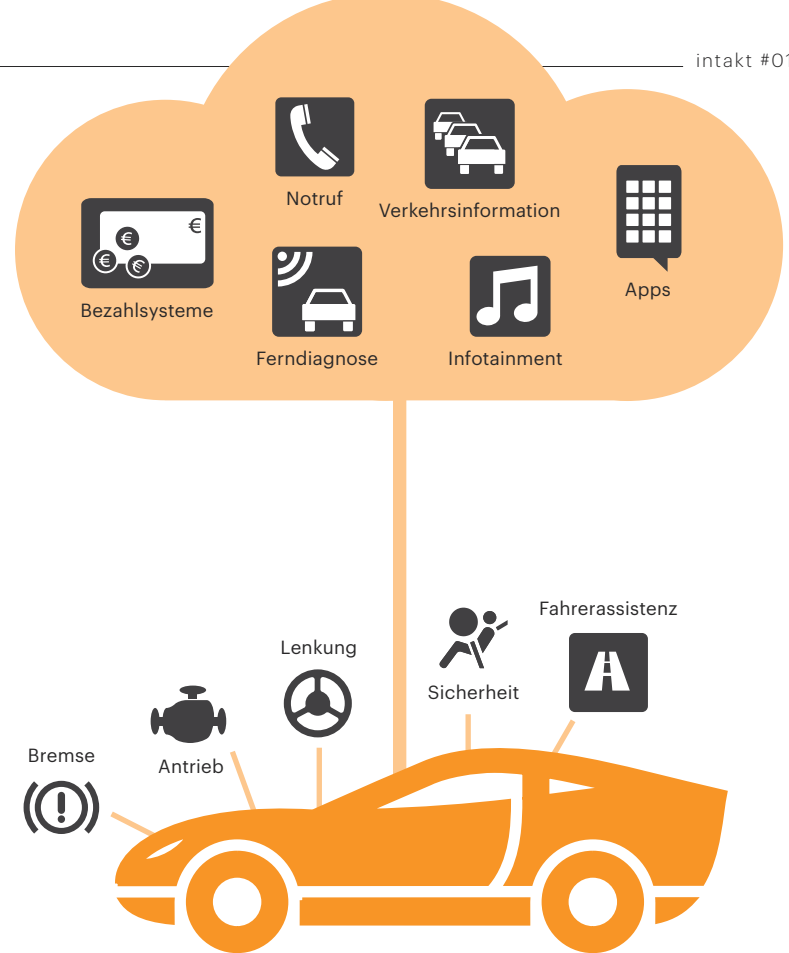 intakt #01
Notruf
Verkehrsinformation
€
€
€
€
Bezahlsysteme
Apps
Ferndiagnose
Infotainment
Fahrerassistenz
Lenkung
Sicherheit
Bremse
Antrieb
!